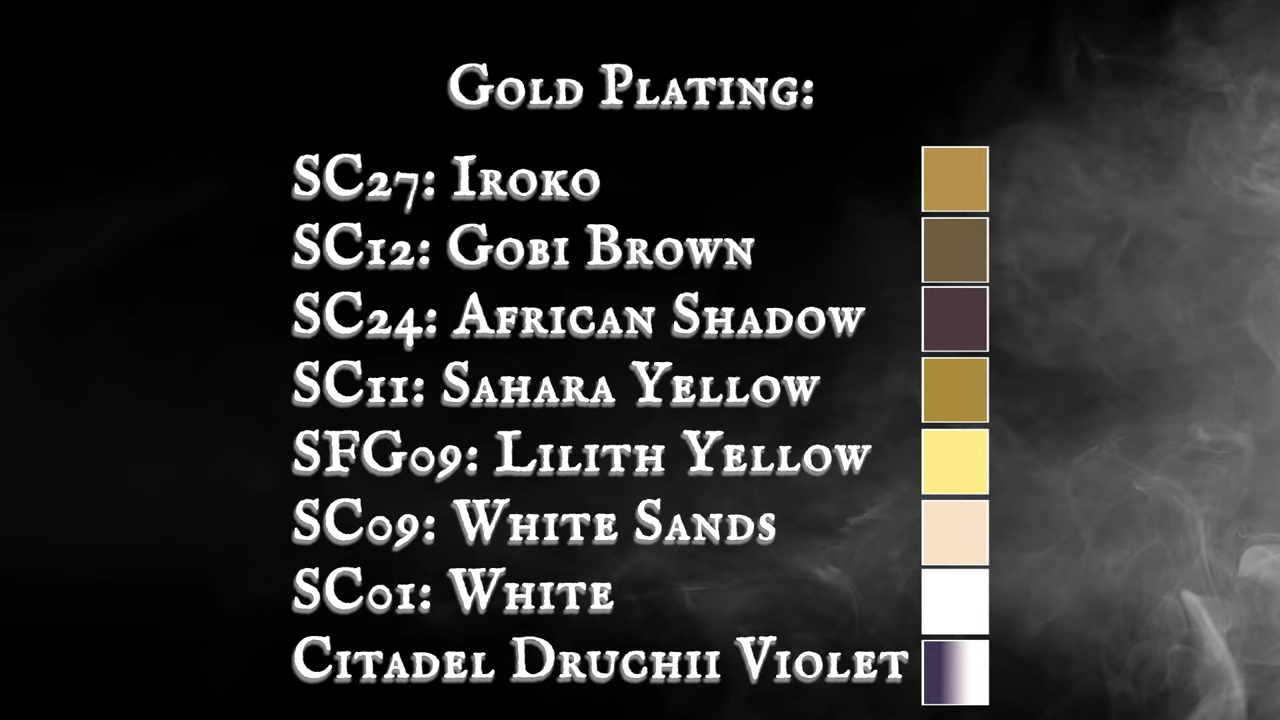 Gold Plating:
SC27: Iroko
SC12: Gobi Brown
SC24: African Shadow
SC11: Sahara Yellow
SFG09: Lilith Yellow
SC09: White Sands
SC01: White
Citadel Druchii Violet